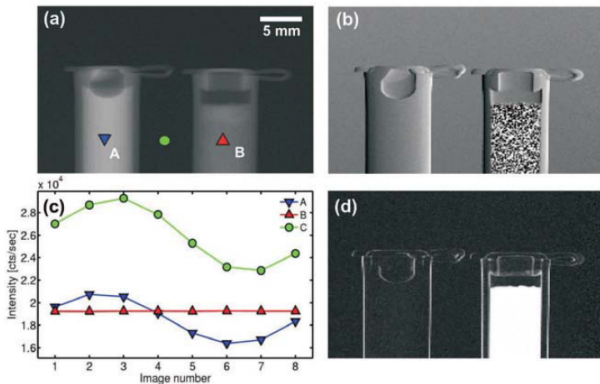 (a)
5 mm
A
B
(b)
x 10⁴
(c)
A
B
C
2.8
2.6
2.4
2.2
2
1.8
1.6
Intensity [cts/sec]
1 2 3 4 5 6 7 8
Image number
(d)